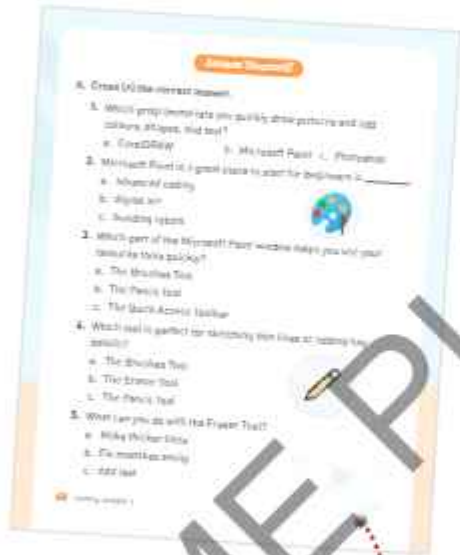 A. Cross (x) the correct answer.
1. Which program lets you quickly draw pictures and add
colours, shapes, and text?
a. CorelDRAW b. Microsoft Paint c. Photoshop
2. Microsoft Paint is a great place to start for beginners in
a. Advanced coding
b. digital art
c. building robots
3. Which part of the Microsoft Paint window helps you find your
favourite tools quickly?
a. The Brushes Tool
b. The Pencil Tool
c. The Quick Access Toolbar
4. Which tool is perfect for sketching thin lines or adding fine
details?
a. The Brushes Tool
b. The Eraser Tool
c. The Pencil Tool
5. What can you do with the Eraser Tool?
a. Make thicker lines
b. Fix mistakes easily
c. Add text
ME PI